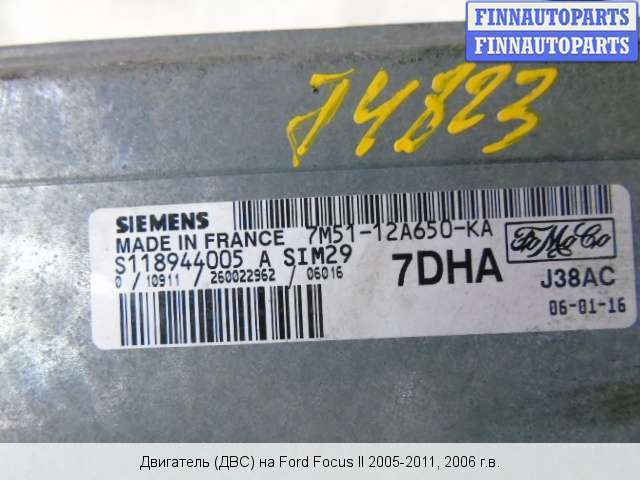 FINNAUTOPARTS
FINNAUTOPARTS
74823
SIEMENS
MADE IN FRANCE 7M51-12A650-KA
S118944005 A SIM29
0 / 10911 / 260022962 / 06016
7DHA
FoMoCo
J38AC
06-01-16
Двигатель (ДВС) на Ford Focus II 2005-2011, 2006 г.в.